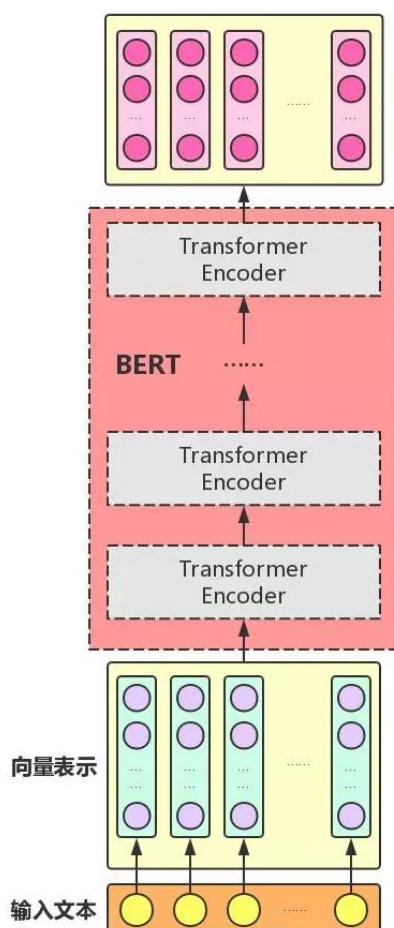 ...... 
... ... ... ...
Transformer
Encoder
BERT ......
Transformer
Encoder
Transformer
Encoder
向量表示
... ... ... ...... ...
... ... ... ...
输入文本 ......